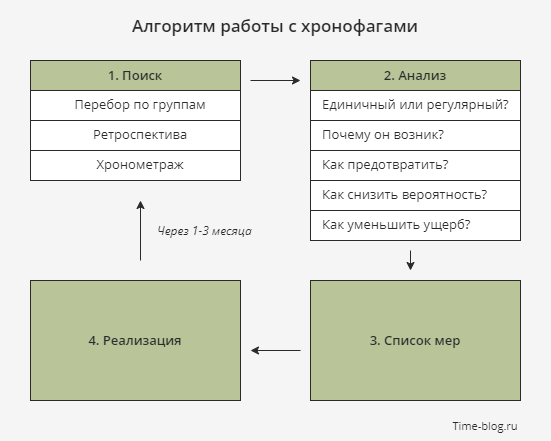 Алгоритм работы с хронофагами
1. Поиск
Перебор по группам
Ретроспектива
Хронометраж
2. Анализ
Единичный или регулярный?
Почему он возник?
Как предотвратить?
Как снизить вероятность?
Как уменьшить ущерб?
Через 1-3 месяца
4. Реализация
3. Список мер
Time-blog.ru